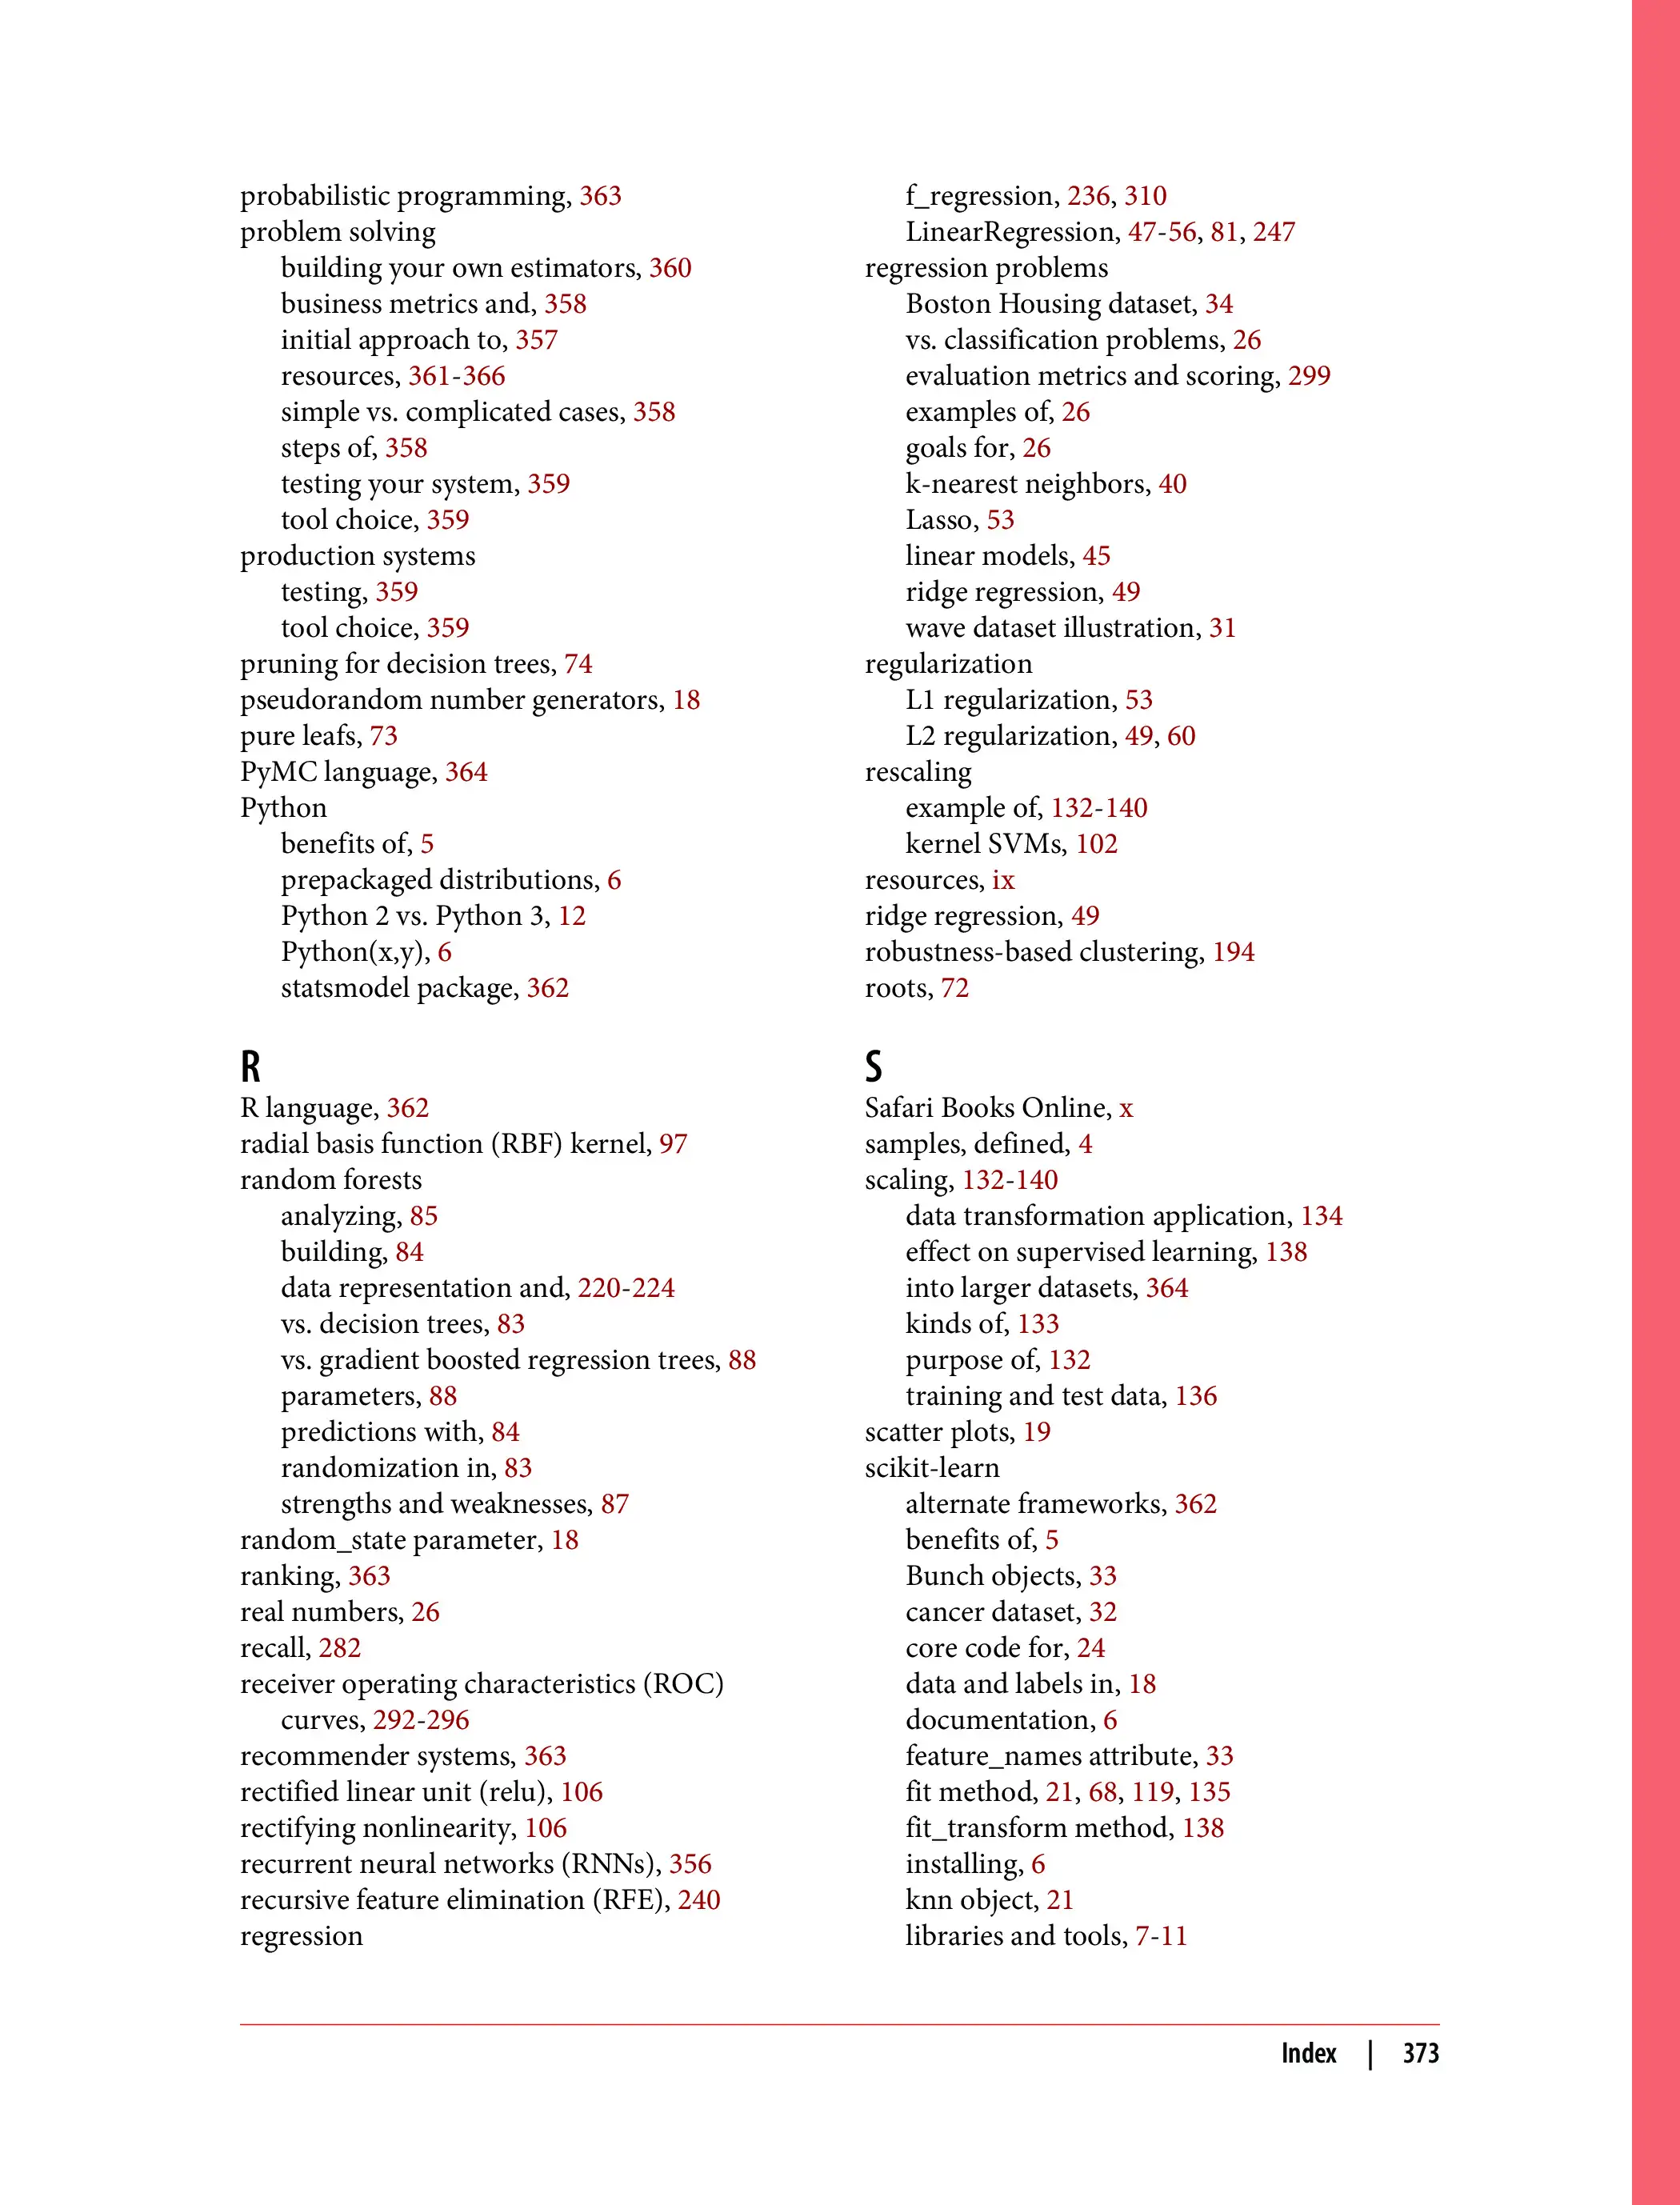 probabilistic programming, 363
problem solving
building your own estimators, 360
business metrics and, 358
initial approach to, 357
resources, 361-366
simple vs. complicated cases, 358
steps of, 358
testing your system, 359
tool choice, 359
production systems
testing, 359
tool choice, 359
pruning for decision trees, 74
pseudorandom number generators, 18
pure leafs, 73
PyMC language, 364
Python
benefits of, 5
prepackaged distributions, 6
Python 2 vs. Python 3, 12
Python(x,y), 6
statsmodel package, 362
R
R language, 362
radial basis function (RBF) kernel, 97
random forests
analyzing, 85
building, 84
data representation and, 220-224
vs. decision trees, 83
vs. gradient boosted regression trees, 88
parameters, 88
predictions with, 84
randomization in, 83
strengths and weaknesses, 87
random_state parameter, 18
ranking, 363
real numbers, 26
recall, 282
receiver operating characteristics (ROC)
curves, 292-296
recommender systems, 363
rectified linear unit (relu), 106
rectifying nonlinearity, 106
recurrent neural networks (RNNs), 356
recursive feature elimination (RFE), 240
regression
f_regression, 236, 310
LinearRegression, 47-56, 81, 247
regression problems
Boston Housing dataset, 34
vs. classification problems, 26
evaluation metrics and scoring, 299
examples of, 26
goals for, 26
k-nearest neighbors, 40
Lasso, 53
linear models, 45
ridge regression, 49
wave dataset illustration, 31
regularization
L1 regularization, 53
L2 regularization, 49, 60
rescaling
example of, 132-140
kernel SVMs, 102
resources, ix
ridge regression, 49
robustness-based clustering, 194
roots, 72
S
Safari Books Online, x
samples, defined, 4
scaling, 132-140
data transformation application, 134
effect on supervised learning, 138
into larger datasets, 364
kinds of, 133
purpose of, 132
training and test data, 136
scatter plots, 19
scikit-learn
alternate frameworks, 362
benefits of, 5
Bunch objects, 33
cancer dataset, 32
core code for, 24
data and labels in, 18
documentation, 6
feature_names attribute, 33
fit method, 21, 68, 119, 135
fit_transform method, 138
installing, 6
knn object, 21
libraries and tools, 7-11
Index | 373